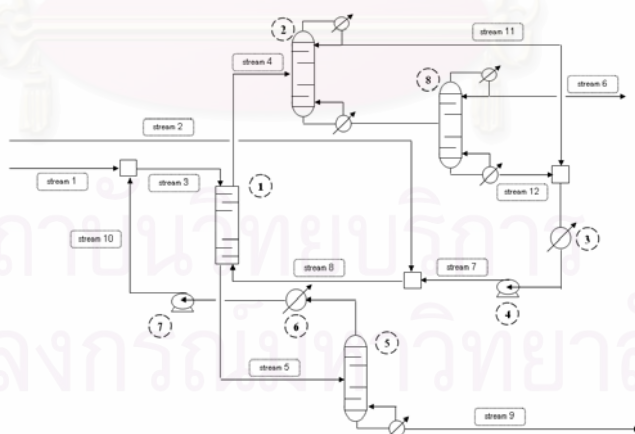 2
stream 11
stream 4
8
stream 6
stream 2
stream 1
stream 3
1
stream 12
3
stream 10
stream 8
stream 7
7
6
4
5
stream 5
stream 9